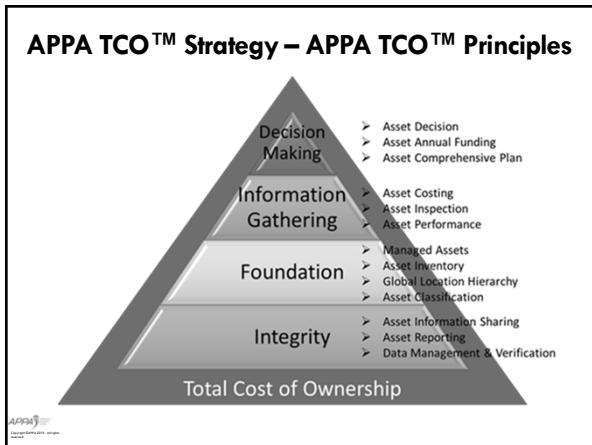 APPA TCO™ Strategy – APPA TCO™ Principles
Decision
Making
➢ Asset Decision
➢ Asset Annual Funding
➢ Asset Comprehensive Plan
Information
Gathering
➢ Asset Costing
➢ Asset Inspection
➢ Asset Performance
Foundation
➢ Managed Assets
➢ Asset Inventory
➢ Global Location Hierarchy
➢ Asset Classification
Integrity
➢ Asset Information Sharing
➢ Asset Reporting
➢ Data Management & Verification
Total Cost of Ownership
APPA